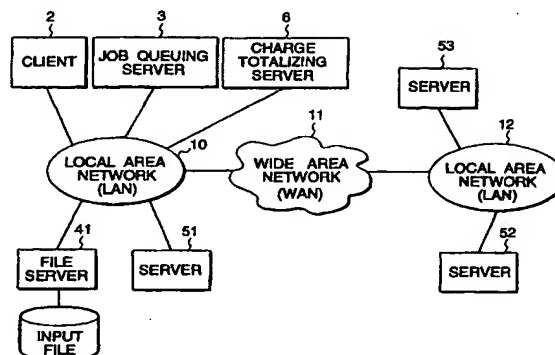 2
CLIENT
3
JOB QUEUING
SERVER
6
CHARGE
TOTALIZING
SERVER
53
SERVER
10
LOCAL AREA
NETWORK
(LAN)
11
WIDE AREA
NETWORK
(WAN)
12
LOCAL AREA
NETWORK
(LAN)
41
FILE
SERVER
51
SERVER
52
SERVER
INPUT
FILE